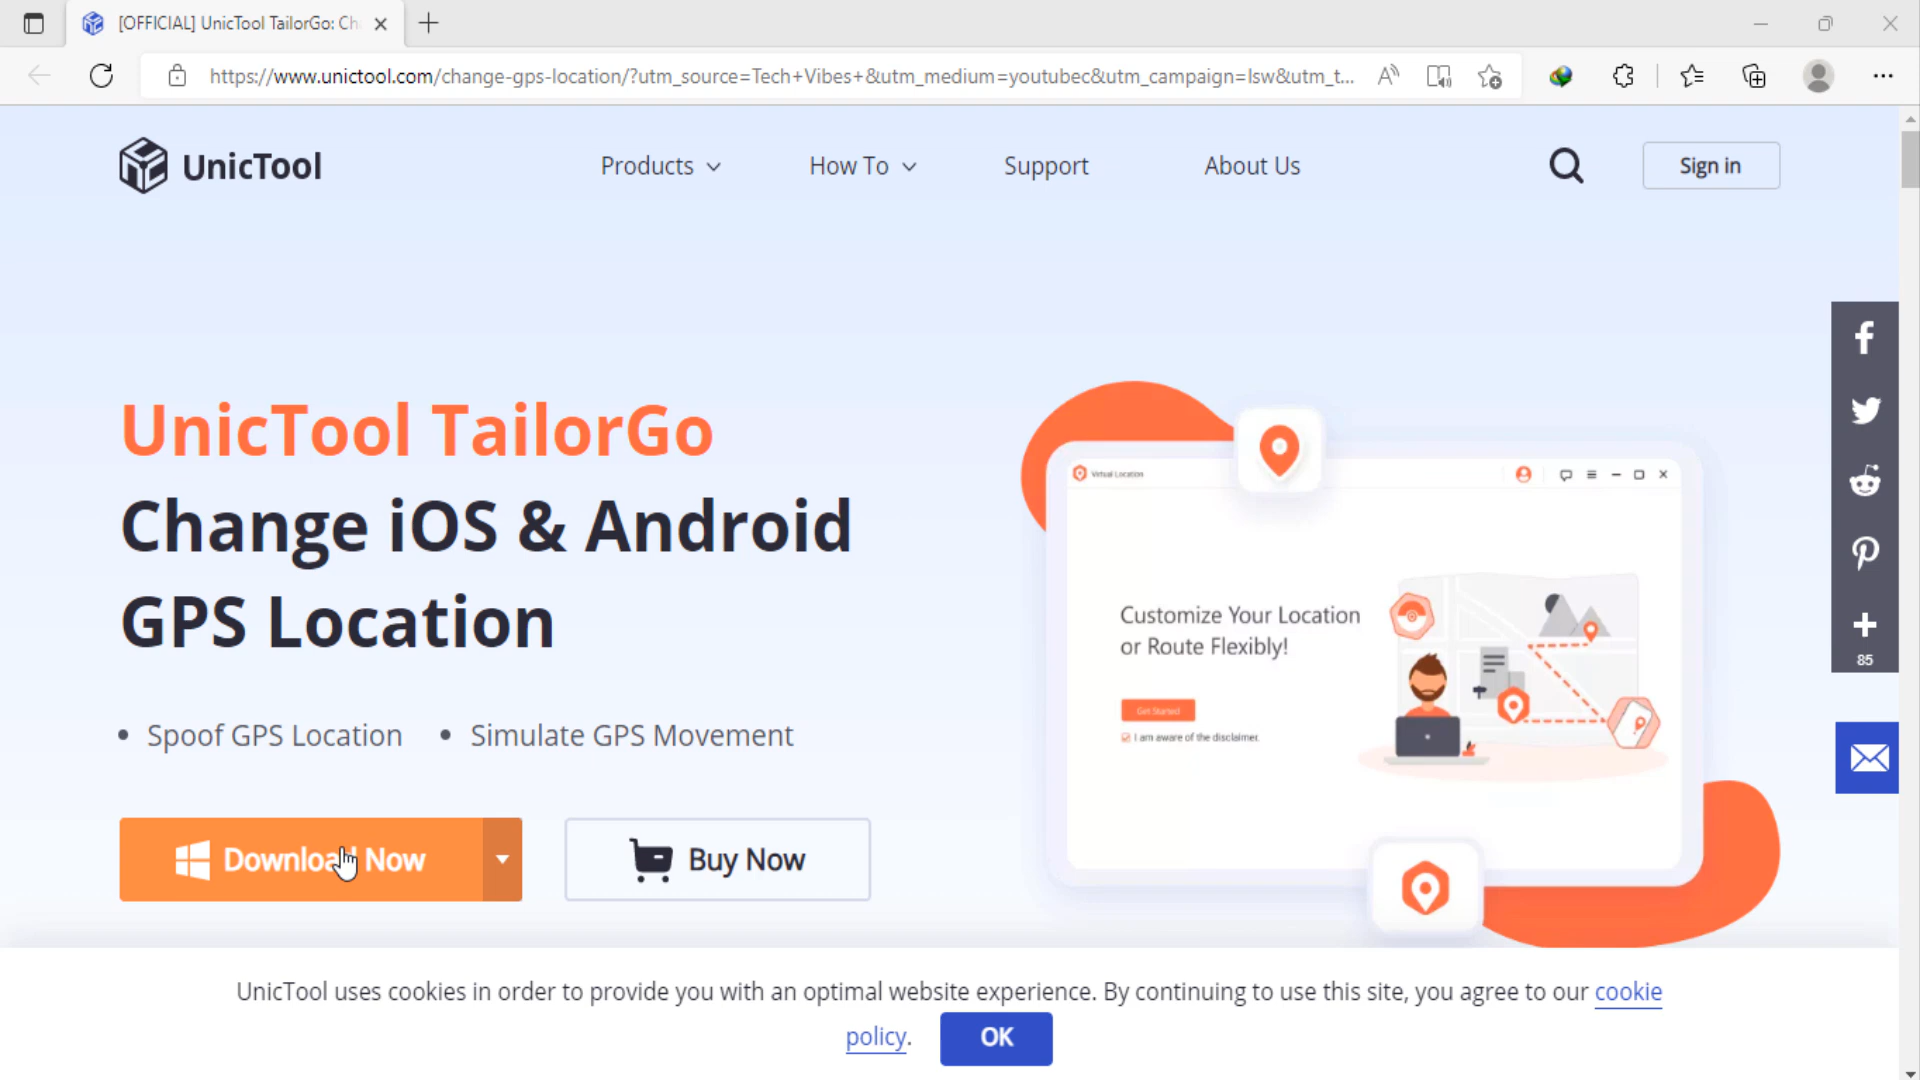 [OFFICIAL] UnicTool TailorGo: Ch
https://www.unictool.com/change-gps-location/?utm_source=Tech+Vibes+&utm_medium=youtubec&utm_campaign=lsw&utm_t...
UnicTool
Products
How To
Support
About Us
Sign in
UnicTool TailorGo
Change iOS & Android
GPS Location
• Spoof GPS Location • Simulate GPS Movement
Download Now
Buy Now
Virtual Location
Customize Your Location
or Route Flexibly!
Get Started
I am aware of the disclaimer.
85
UnicTool uses cookies in order to provide you with an optimal website experience. By continuing to use this site, you agree to our cookie
policy.
OK